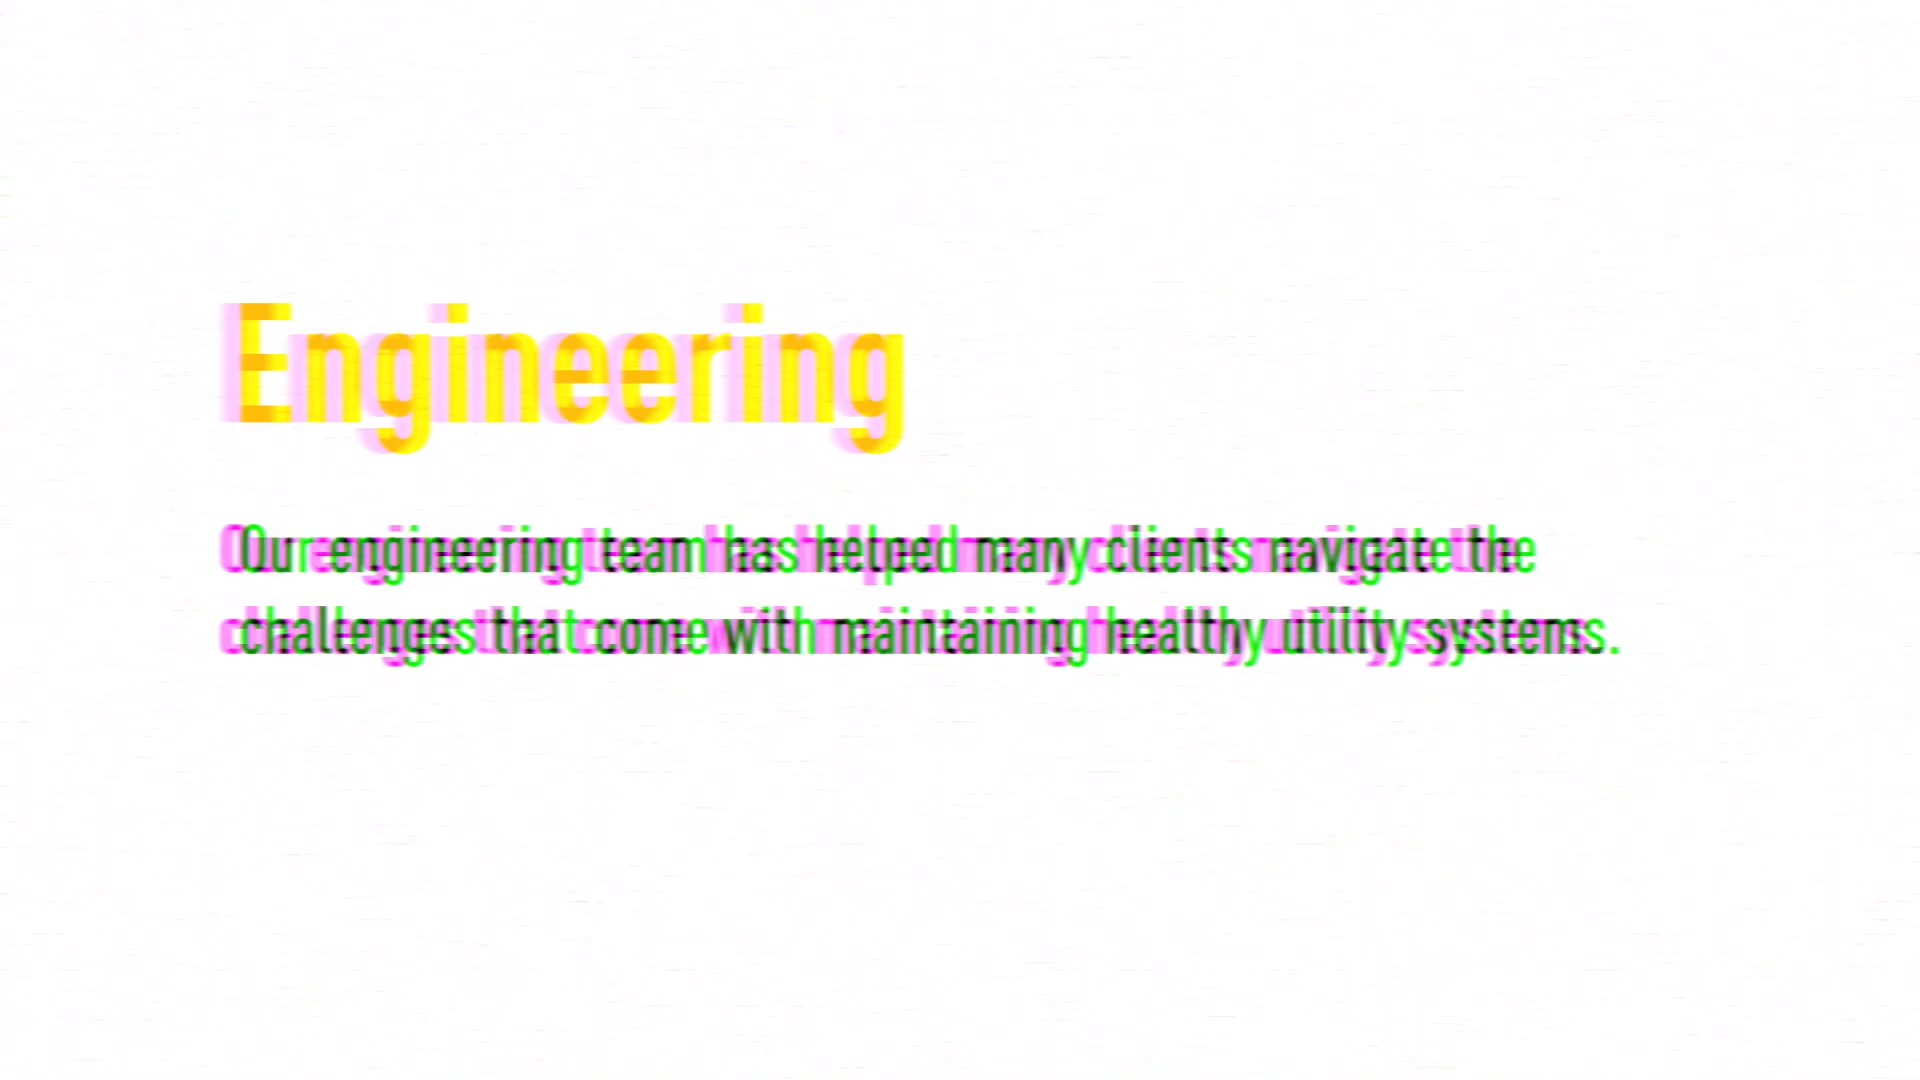 Engineering
Our engineering team has helped many clients navigate the
challenges that come with maintaining healthy utility systems.